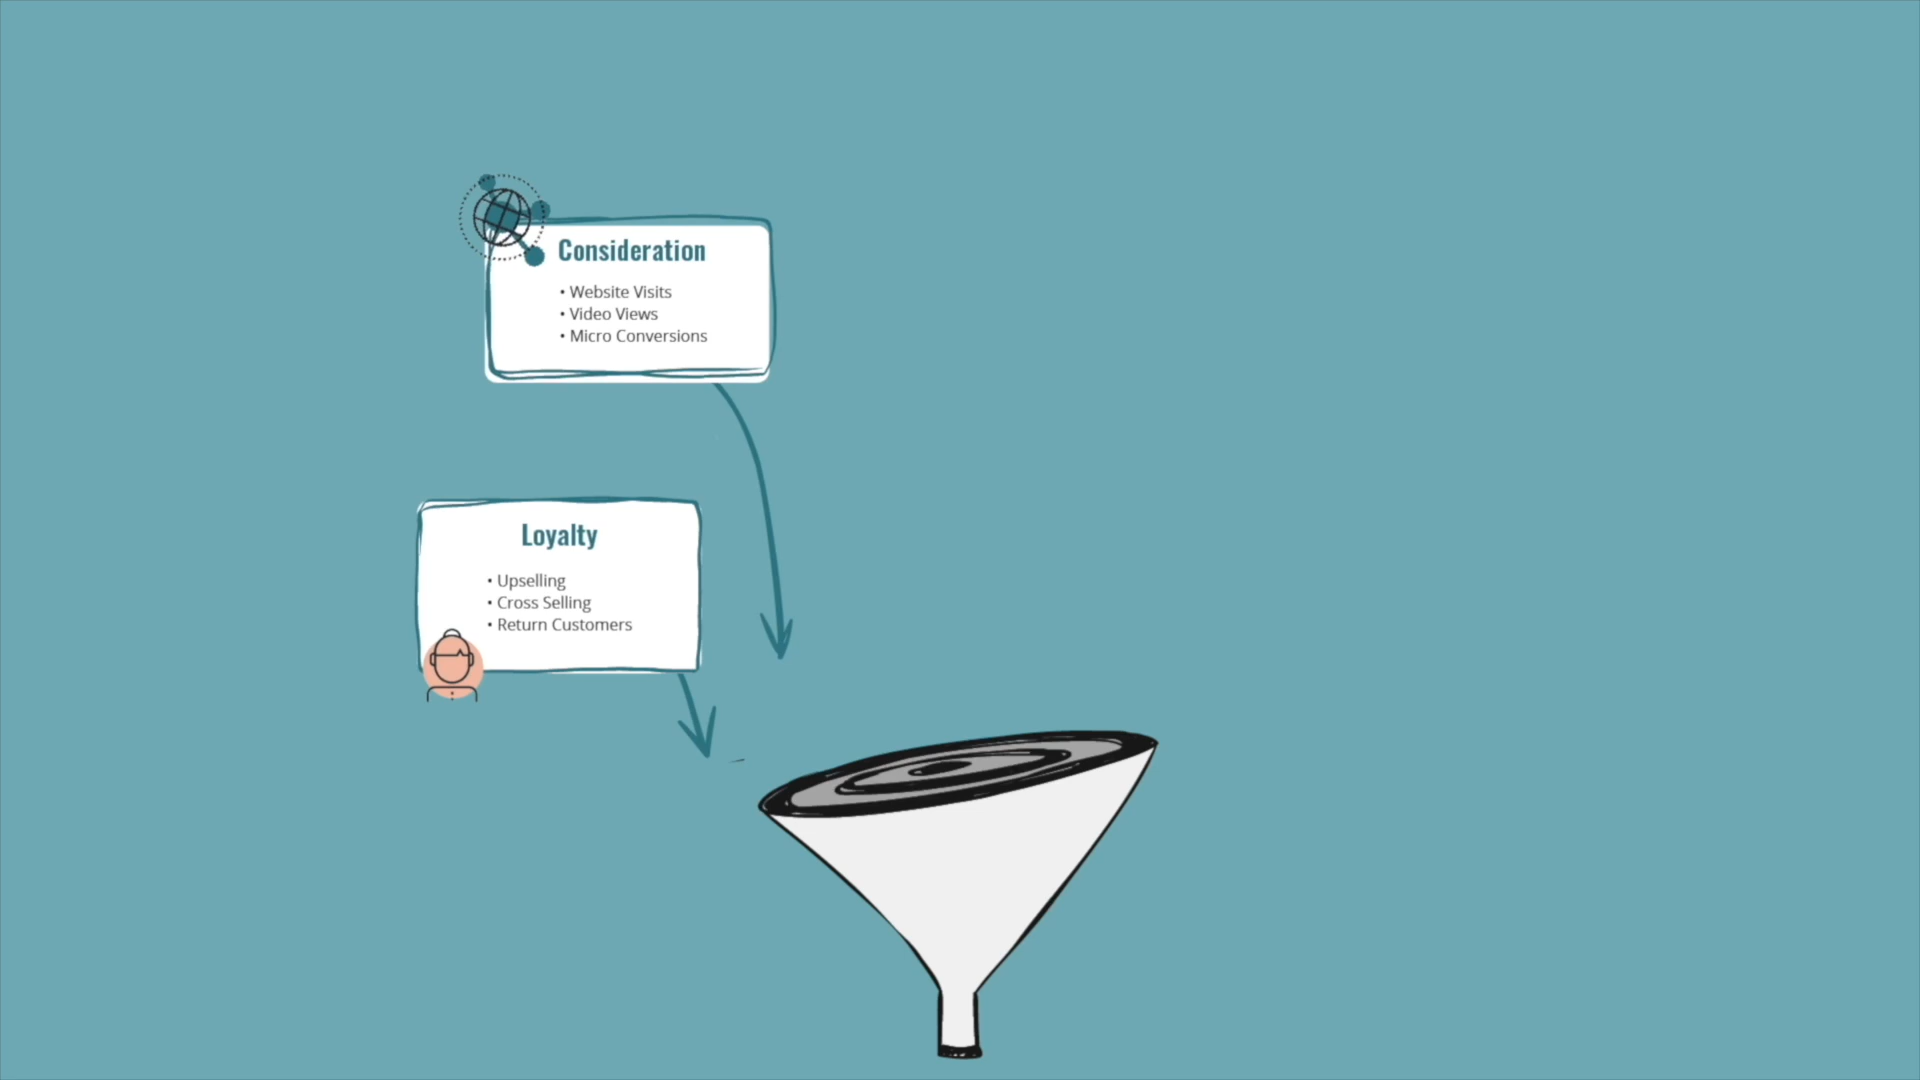 Consideration
• Website Visits
• Video Views
• Micro Conversions
Loyalty
• Upselling
• Cross Selling
• Return Customers